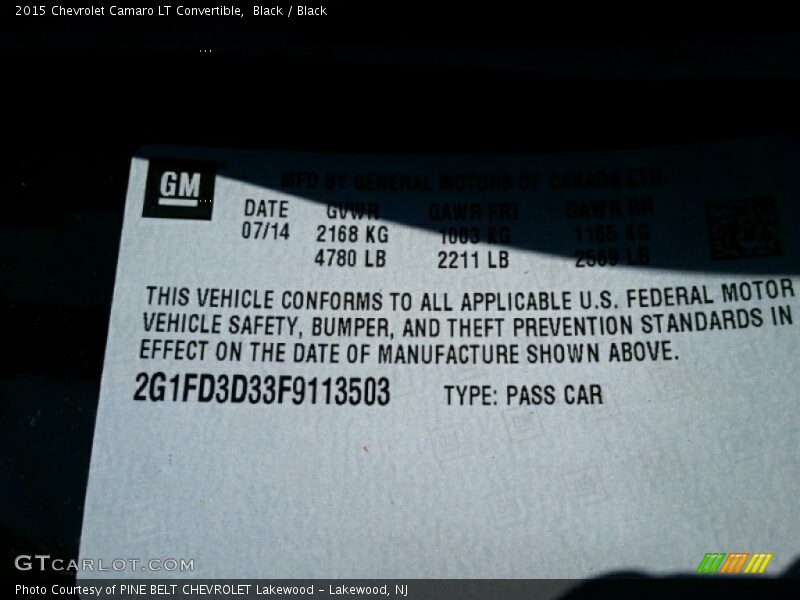 2015 Chevrolet Camaro LT Convertible,  Black / Black
GM
MFD BY GENERAL MOTORS OF CANADA LTD.
DATE GVWR GAWR FRT GAWR RR
07/14 2168 KG 1003 KG 1165 KG
4780 LB 2211 LB 2569 LB
THIS VEHICLE CONFORMS TO ALL APPLICABLE U.S. FEDERAL MOTOR
VEHICLE SAFETY, BUMPER, AND THEFT PREVENTION STANDARDS IN
EFFECT ON THE DATE OF MANUFACTURE SHOWN ABOVE.
2G1FD3D33F9113503 TYPE: PASS CAR
GTCARLOT.COM
Photo Courtesy of PINE BELT CHEVROLET Lakewood - Lakewood, NJ